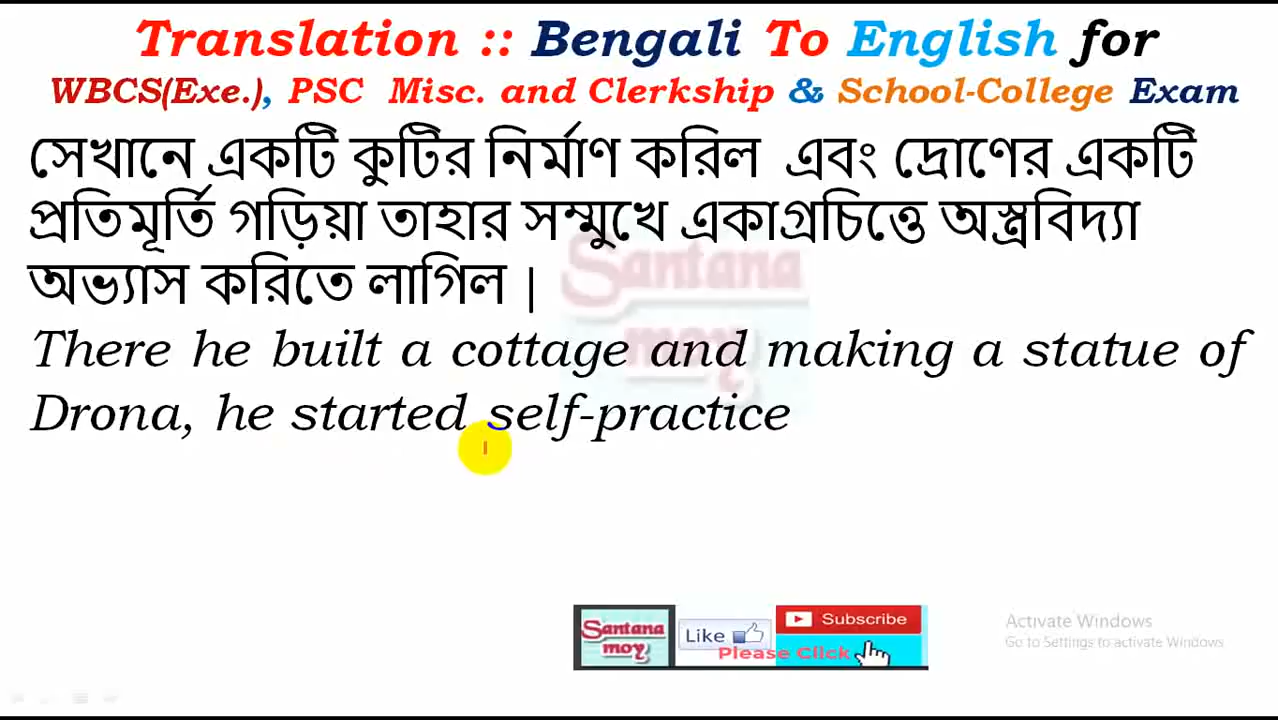 Translation :: Bengali To English for
WBCS(Exe.), PSC Misc. and Clerkship & School-College Exam
সেখানে একটি কুটির নির্মাণ করিল এবং দ্রোণের একটি
প্রতিমূর্তি গড়িয়া তাহার সম্মুখে একাগ্রচিত্তে অস্ত্রবিদ্যা
অভ্যাস করিতে লাগিল |
Santana
moy
There he built a cottage and making a statue of
Drona, he started self-practice
Santana
moy
Like
Subscribe
Please Click
Activate Windows
Go to Settings to activate Windows